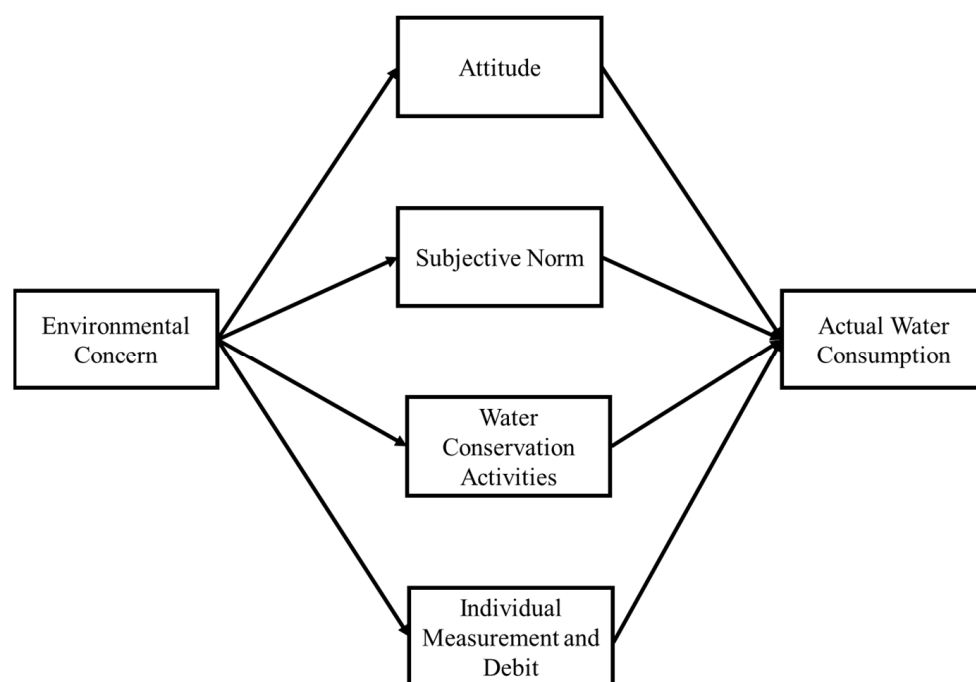 Attitude
Subjective Norm
Environmental
Concern
Actual Water
Consumption
Water
Conservation
Activities
Individual
Measurement and
Debit